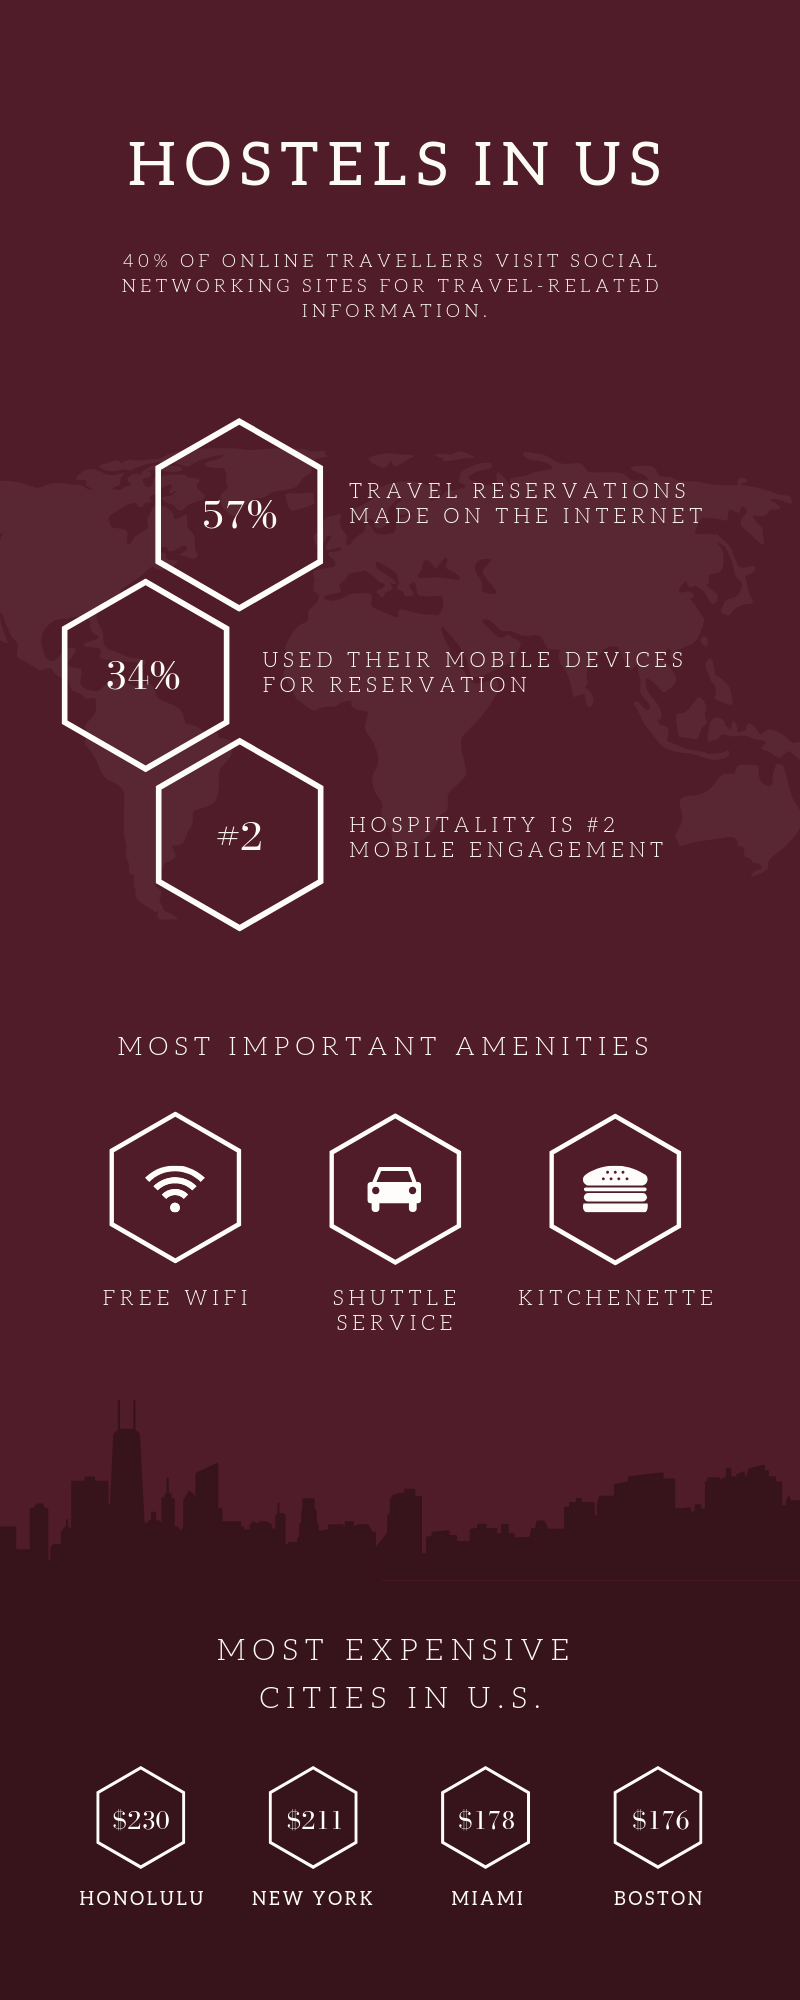 HOSTELS IN US
40% OF ONLINE TRAVELLERS VISIT SOCIAL
NETWORKING SITES FOR TRAVEL-RELATED
INFORMATION.
57%
TRAVEL RESERVATIONS
MADE ON THE INTERNET
34%
USED THEIR MOBILE DEVICES
FOR RESERVATION
#2
HOSPITALITY IS #2
MOBILE ENGAGEMENT
MOST IMPORTANT AMENITIES
FREE WIFI
SHUTTLE
SERVICE
KITCHENETTE
MOST EXPENSIVE
CITIES IN U.S.
$230
HONOLULU
$211
NEW YORK
$178
MIAMI
$176
BOSTON